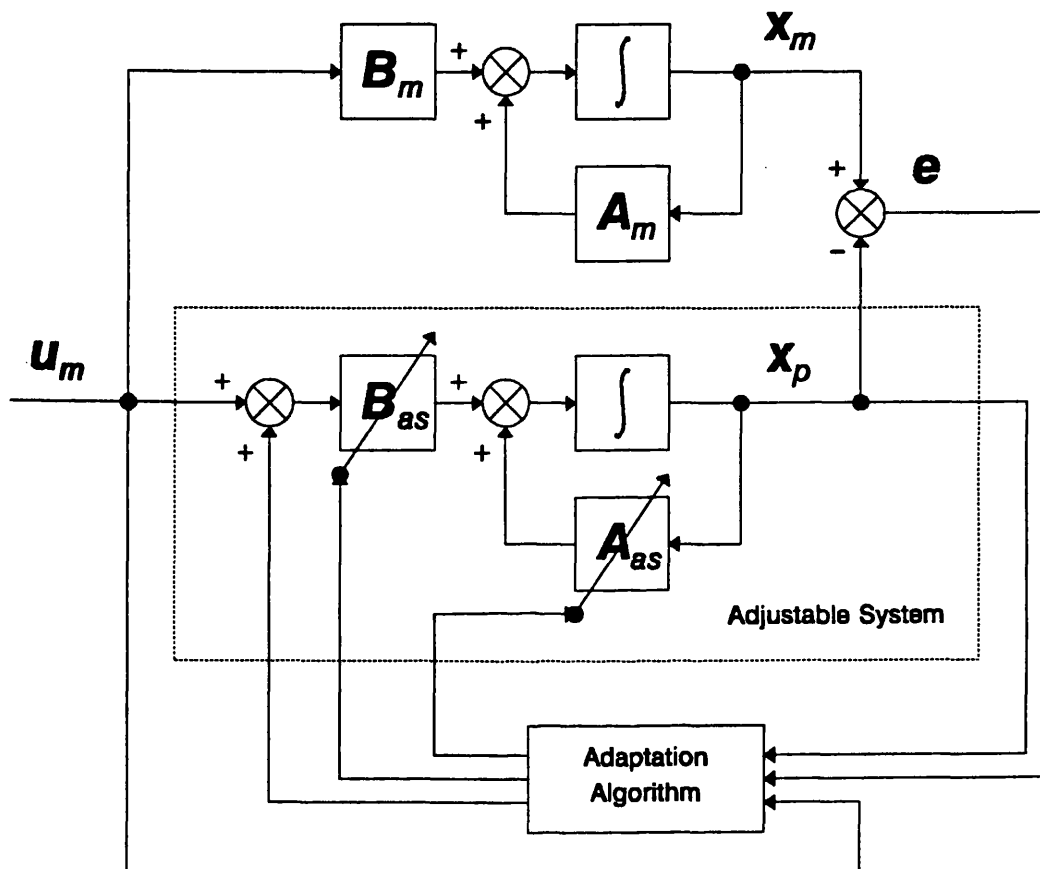 x_m
B_m
+
∫
+
A_m
+
e
−
u_m
+
B_as
+
∫
x_p
+
+
A_as
Adjustable System
Adaptation
Algorithm